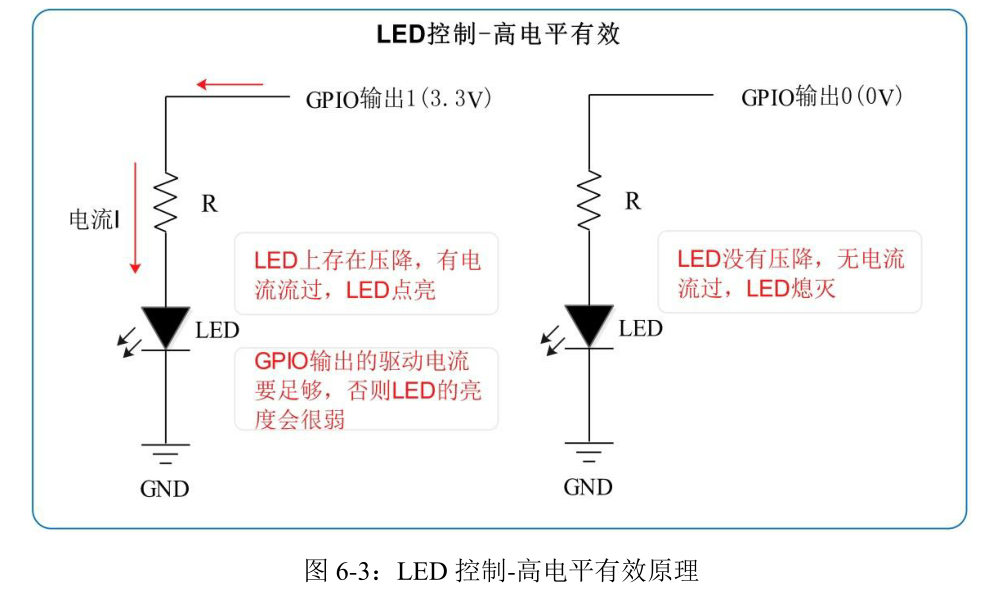 LED控制-高电平有效
GPIO输出1(3.3V)
R
电流I
LED上存在压降，有电
流流过，LED点亮
LED
GPIO输出的驱动电流
要足够，否则LED的亮
度会很弱
GND
GPIO输出0(0V)
R
LED没有压降，无电流
流过，LED熄灭
LED
GND
图 6-3：LED 控制-高电平有效原理